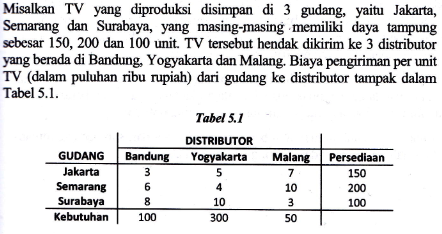 Misalkan TV yang diproduksi disimpan di 3 gudang, yaitu Jakarta,
Semarang dan Surabaya, yang masing-masing memiliki daya tampung
sebesar 150, 200 dan 100 unit. TV tersebut hendak dikirim ke 3 distributor
yang berada di Bandung, Yogyakarta dan Malang. Biaya pengiriman per unit
TV (dalam puluhan ribu rupiah) dari gudang ke distributor tampak dalam
Tabel 5.1.
Tabel 5.1
DISTRIBUTOR
GUDANG Bandung Yogyakarta Malang Persediaan
Jakarta 3 5 7 150
Semarang 6 4 10 200
Surabaya 8 10 3 100
Kebutuhan 100 300 50